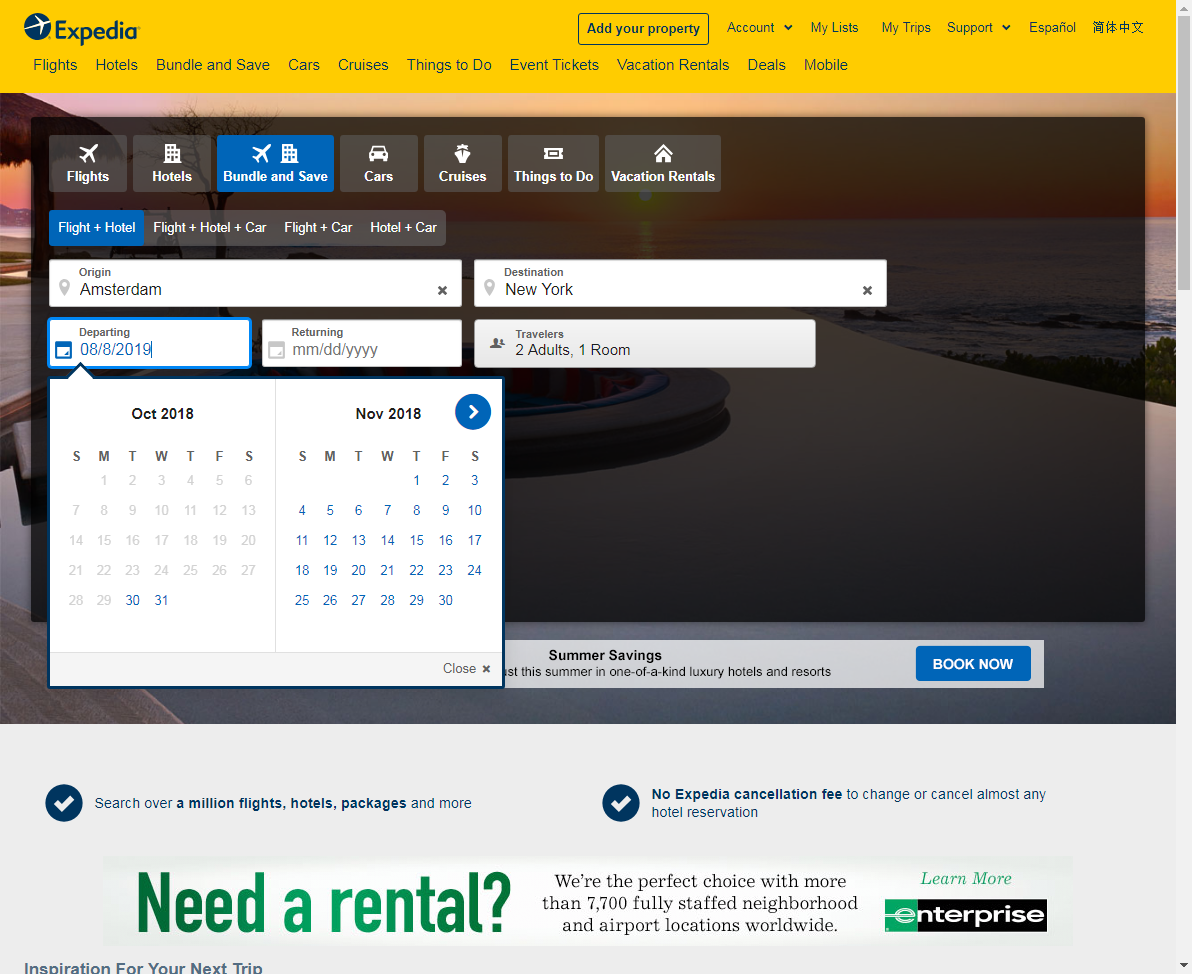 Expedia
Add your property
Account
My Lists
My Trips
Support
Español
简体中文
Flights
Hotels
Bundle and Save
Cars
Cruises
Things to Do
Event Tickets
Vacation Rentals
Deals
Mobile
Flights
Hotels
Bundle and Save
Cars
Cruises
Things to Do
Vacation Rentals
Flight + Hotel
Flight + Hotel + Car
Flight + Car
Hotel + Car
Origin
Amsterdam
Destination
New York
Departing
08/8/2019
Returning
mm/dd/yyyy
Travelers
2 Adults, 1 Room
Oct 2018
S M T W T F S
1 2 3 4 5 6
7 8 9 10 11 12 13
14 15 16 17 18 19 20
21 22 23 24 25 26 27
28 29 30 31
Nov 2018
S M T W T F S
1 2 3
4 5 6 7 8 9 10
11 12 13 14 15 16 17
18 19 20 21 22 23 24
25 26 27 28 29 30
Close
Summer Savings
this summer in one-of-a-kind luxury hotels and resorts
BOOK NOW
Search over a million flights, hotels, packages and more
No Expedia cancellation fee to change or cancel almost any
hotel reservation
Need a rental?
We're the perfect choice with more
than 7,700 fully staffed neighborhood
and airport locations worldwide.
Learn More
enterprise
Inspiration For Your Next Trip